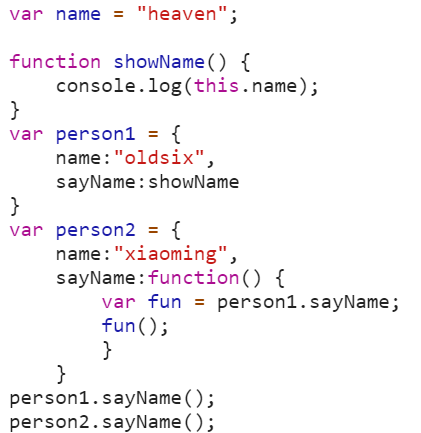 var name = "heaven";
function showName() {
    console.log(this.name);
}
var person1 = {
    name:"oldsix",
    sayName:showName
}
var person2 = {
    name:"xiaoming",
    sayName:function() {
        var fun = person1.sayName;
        fun();
        }
    }
person1.sayName();
person2.sayName();